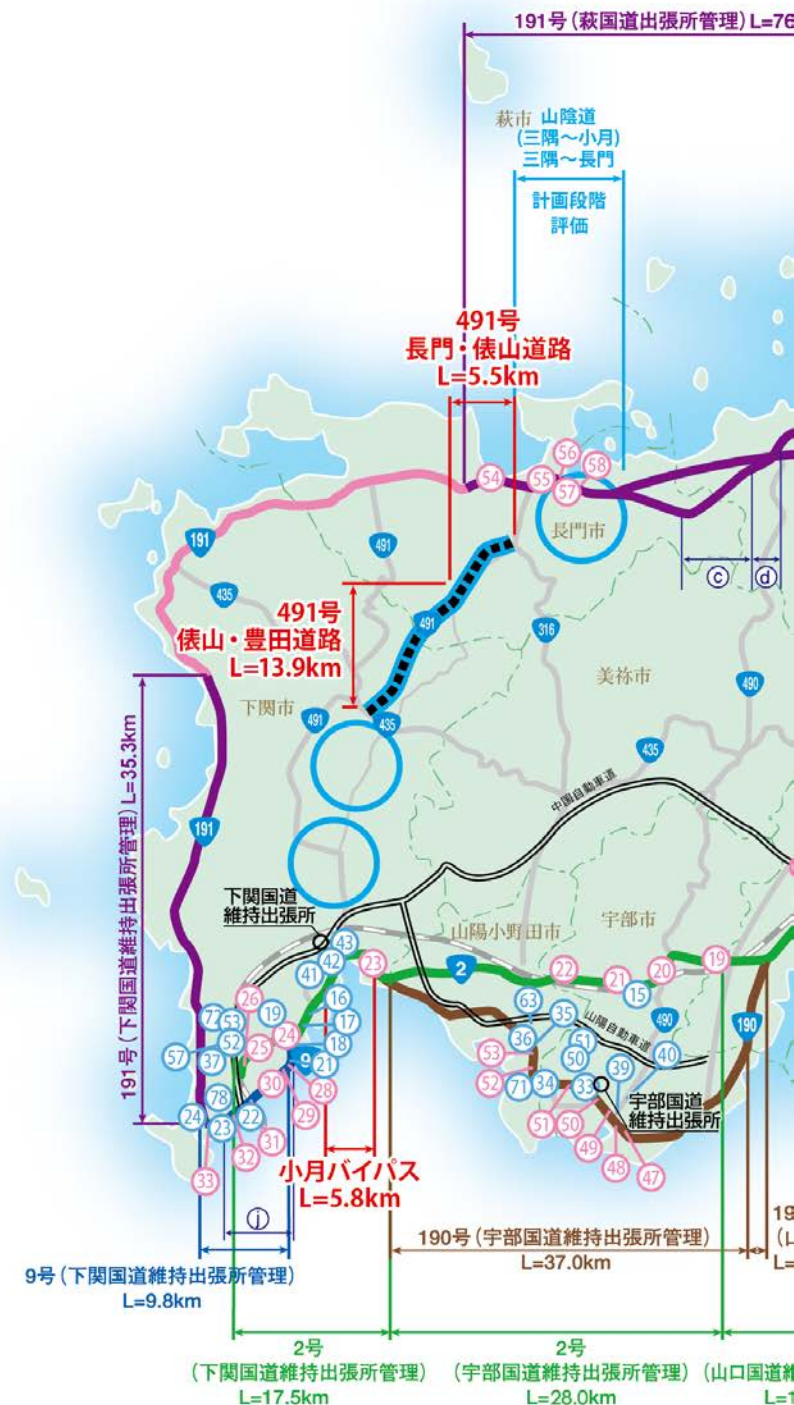 191号(萩国道出張所管理)L=76
萩市
山陰道
(三隅～小月)
三隅～長門
計画段階
評価
491号
長門・俵山道路
L=5.5km
56
58
54
55
57
長門市
191
491
ⓒ
ⓓ
435
491号
俵山・豊田道路
L=13.9km
491
316
美祢市
490
下関市
491
435
435
191号(下関国道維持出張所管理)L=35.3km
中国自動車道
191
下関国道
維持出張所
山陽小野田市
宇部市
43
42
41
23
2
22
21
20
19
15
26
16
63
35
77
53
19
17
山陽自動車道
490
190
52
24
18
36
51
57
37
25
21
9
53
50
39
40
30
28
52
71
34
33
78
29
宇部国道
維持出張所
24
23
22
31
51
50
32
49
33
48
47
小月バイパス
L=5.8km
ⓙ
190号(宇部国道維持出張所管理)
L=37.0km
19
(山
L=
9号(下関国道維持出張所管理)
L=9.8km
2号
(下関国道維持出張所管理)
L=17.5km
2号
(宇部国道維持出張所管理)
L=28.0km
(山口国道維
L=1